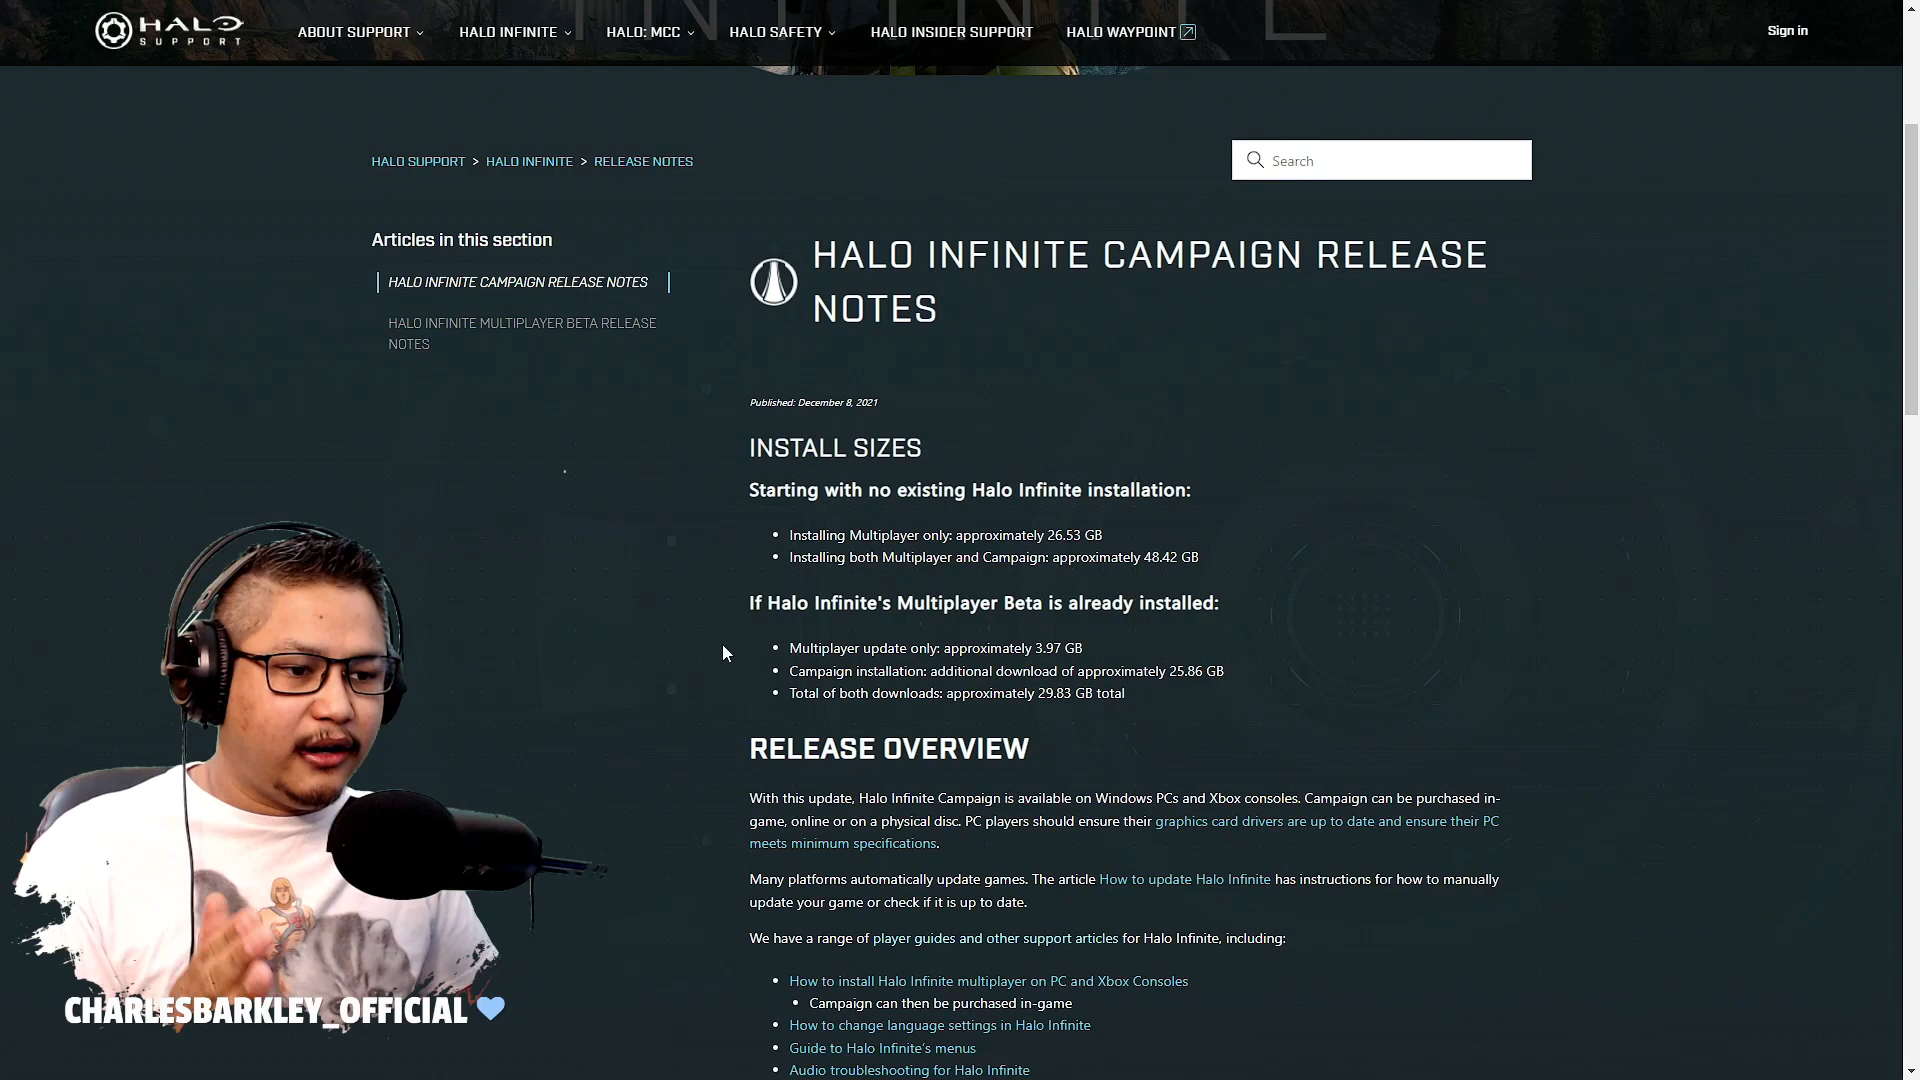 HALO SUPPORT
ABOUT SUPPORT
HALO INFINITE
HALO: MCC
HALO SAFETY
HALO INSIDER SUPPORT
HALO WAYPOINT
Sign in
HALO SUPPORT > HALO INFINITE > RELEASE NOTES
Search
Articles in this section
HALO INFINITE CAMPAIGN RELEASE NOTES
HALO INFINITE MULTIPLAYER BETA RELEASE
NOTES
HALO INFINITE CAMPAIGN RELEASE
NOTES
Published: December 8, 2021
INSTALL SIZES
Starting with no existing Halo Infinite installation:
• Installing Multiplayer only: approximately 26.53 GB
• Installing both Multiplayer and Campaign: approximately 48.42 GB
If Halo Infinite's Multiplayer Beta is already installed:
• Multiplayer update only: approximately 3.97 GB
• Campaign installation: additional download of approximately 25.86 GB
• Total of both downloads: approximately 29.83 GB total
RELEASE OVERVIEW
With this update, Halo Infinite Campaign is available on Windows PCs and Xbox consoles. Campaign can be purchased in-
game, online or on a physical disc. PC players should ensure their graphics card drivers are up to date and ensure their PC
meets minimum specifications.
Many platforms automatically update games. The article How to update Halo Infinite has instructions for how to manually
update your game or check if it is up to date.
We have a range of player guides and other support articles for Halo Infinite, including:
• How to install Halo Infinite multiplayer on PC and Xbox Consoles
• Campaign can then be purchased in-game
• How to change language settings in Halo Infinite
• Guide to Halo Infinite's menus
• Audio troubleshooting for Halo Infinite
CHARLESBARKLEY_OFFICIAL